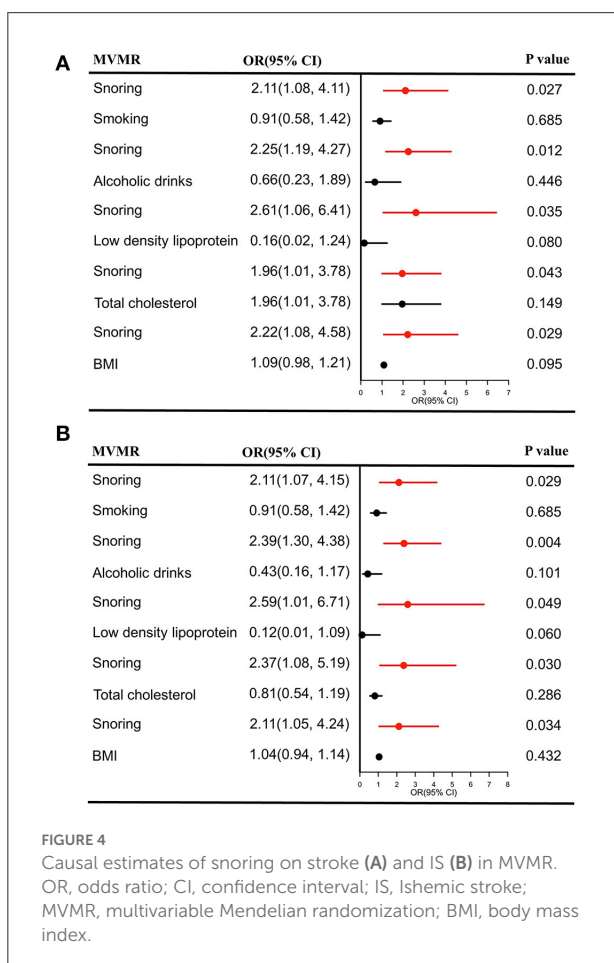 A
MVMR OR(95% CI) P value
Snoring 2.11(1.08, 4.11) 0.027
Smoking 0.91(0.58, 1.42) 0.685
Snoring 2.25(1.19, 4.27) 0.012
Alcoholic drinks 0.66(0.23, 1.89) 0.446
Snoring 2.61(1.06, 6.41) 0.035
Low density lipoprotein 0.16(0.02, 1.24) 0.080
Snoring 1.96(1.01, 3.78) 0.043
Total cholesterol 1.96(1.01, 3.78) 0.149
Snoring 2.22(1.08, 4.58) 0.029
BMI 1.09(0.98, 1.21) 0.095
0 1 2 3 4 5 6 7
OR(95% CI)
B
MVMR OR(95% CI) P value
Snoring 2.11(1.07, 4.15) 0.029
Smoking 0.91(0.58, 1.42) 0.685
Snoring 2.39(1.30, 4.38) 0.004
Alcoholic drinks 0.43(0.16, 1.17) 0.101
Snoring 2.59(1.01, 6.71) 0.049
Low density lipoprotein 0.12(0.01, 1.09) 0.060
Snoring 2.37(1.08, 5.19) 0.030
Total cholesterol 0.81(0.54, 1.19) 0.286
Snoring 2.11(1.05, 4.24) 0.034
BMI 1.04(0.94, 1.14) 0.432
0 1 2 3 4 5 6 7 8
OR(95% CI)
FIGURE 4
Causal estimates of snoring on stroke (A) and IS (B) in MVMR.
OR, odds ratio; CI, confidence interval; IS, Ishemic stroke;
MVMR, multivariable Mendelian randomization; BMI, body mass
index.